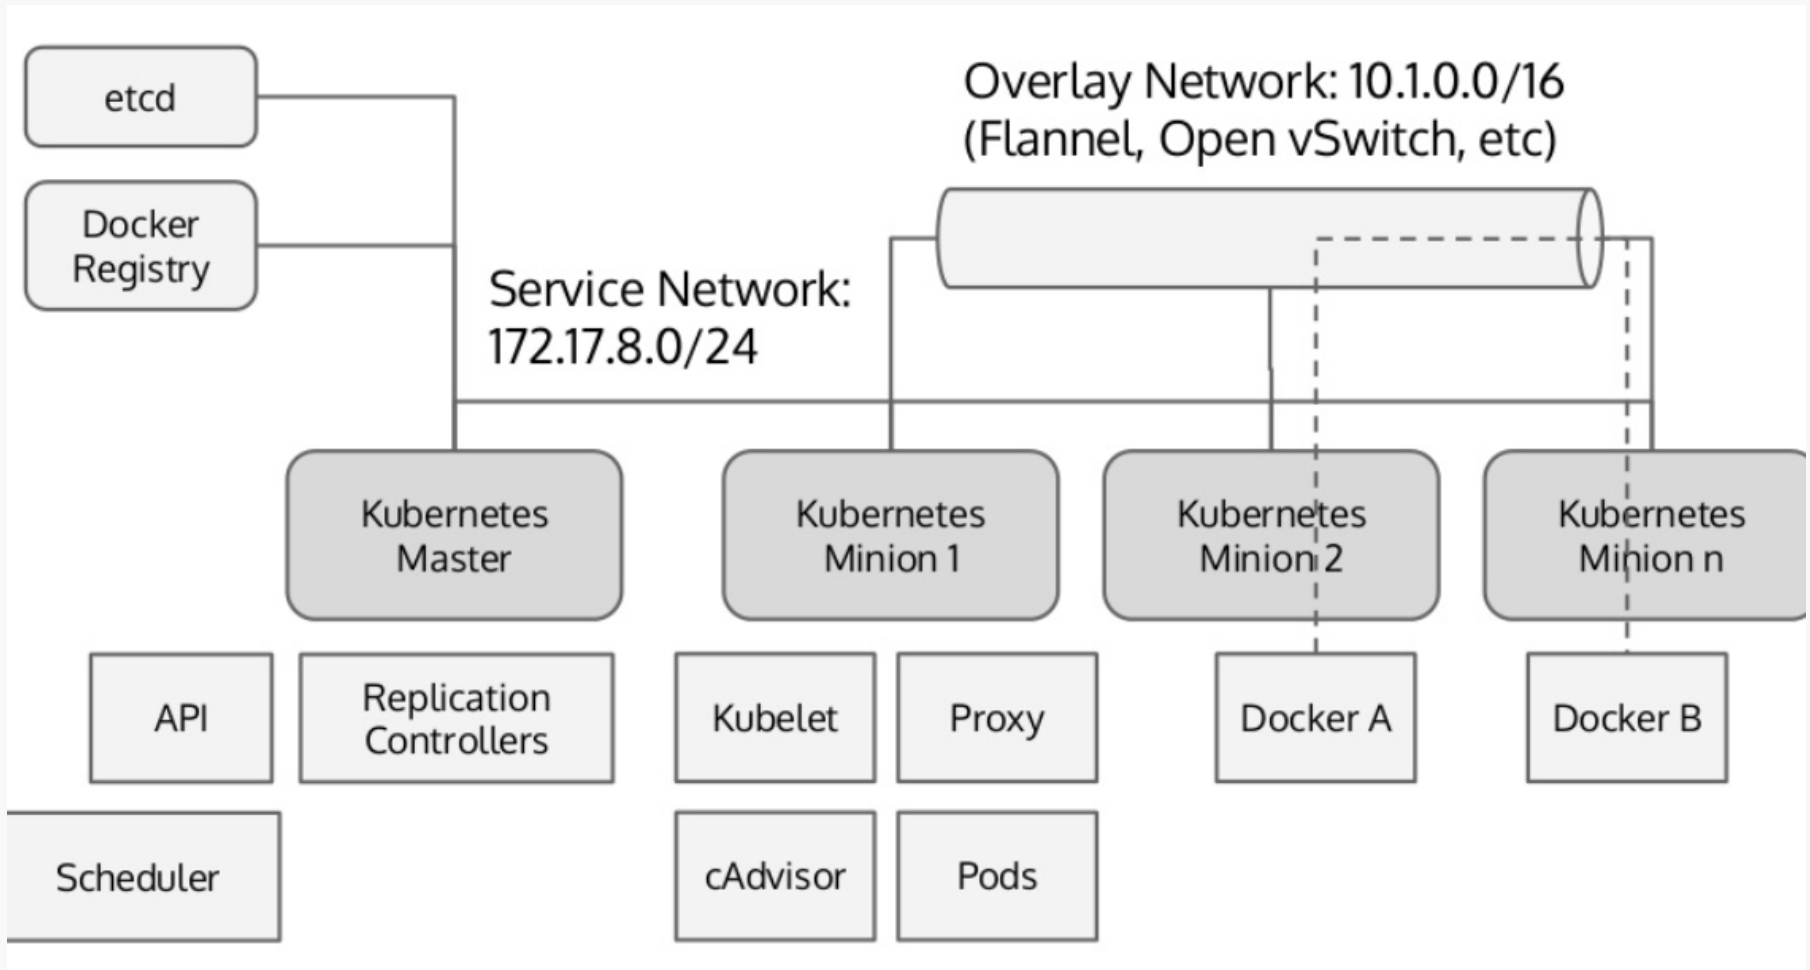 etcd
Overlay Network: 10.1.0.0/16
(Flannel, Open vSwitch, etc)
Docker
Registry
Service Network:
172.17.8.0/24
Kubernetes
Master
Kubernetes
Minion 1
Kubernetes
Minion 2
Kubernetes
Minion n
API
Replication
Controllers
Kubelet
Proxy
Docker A
Docker B
Scheduler
cAdvisor
Pods